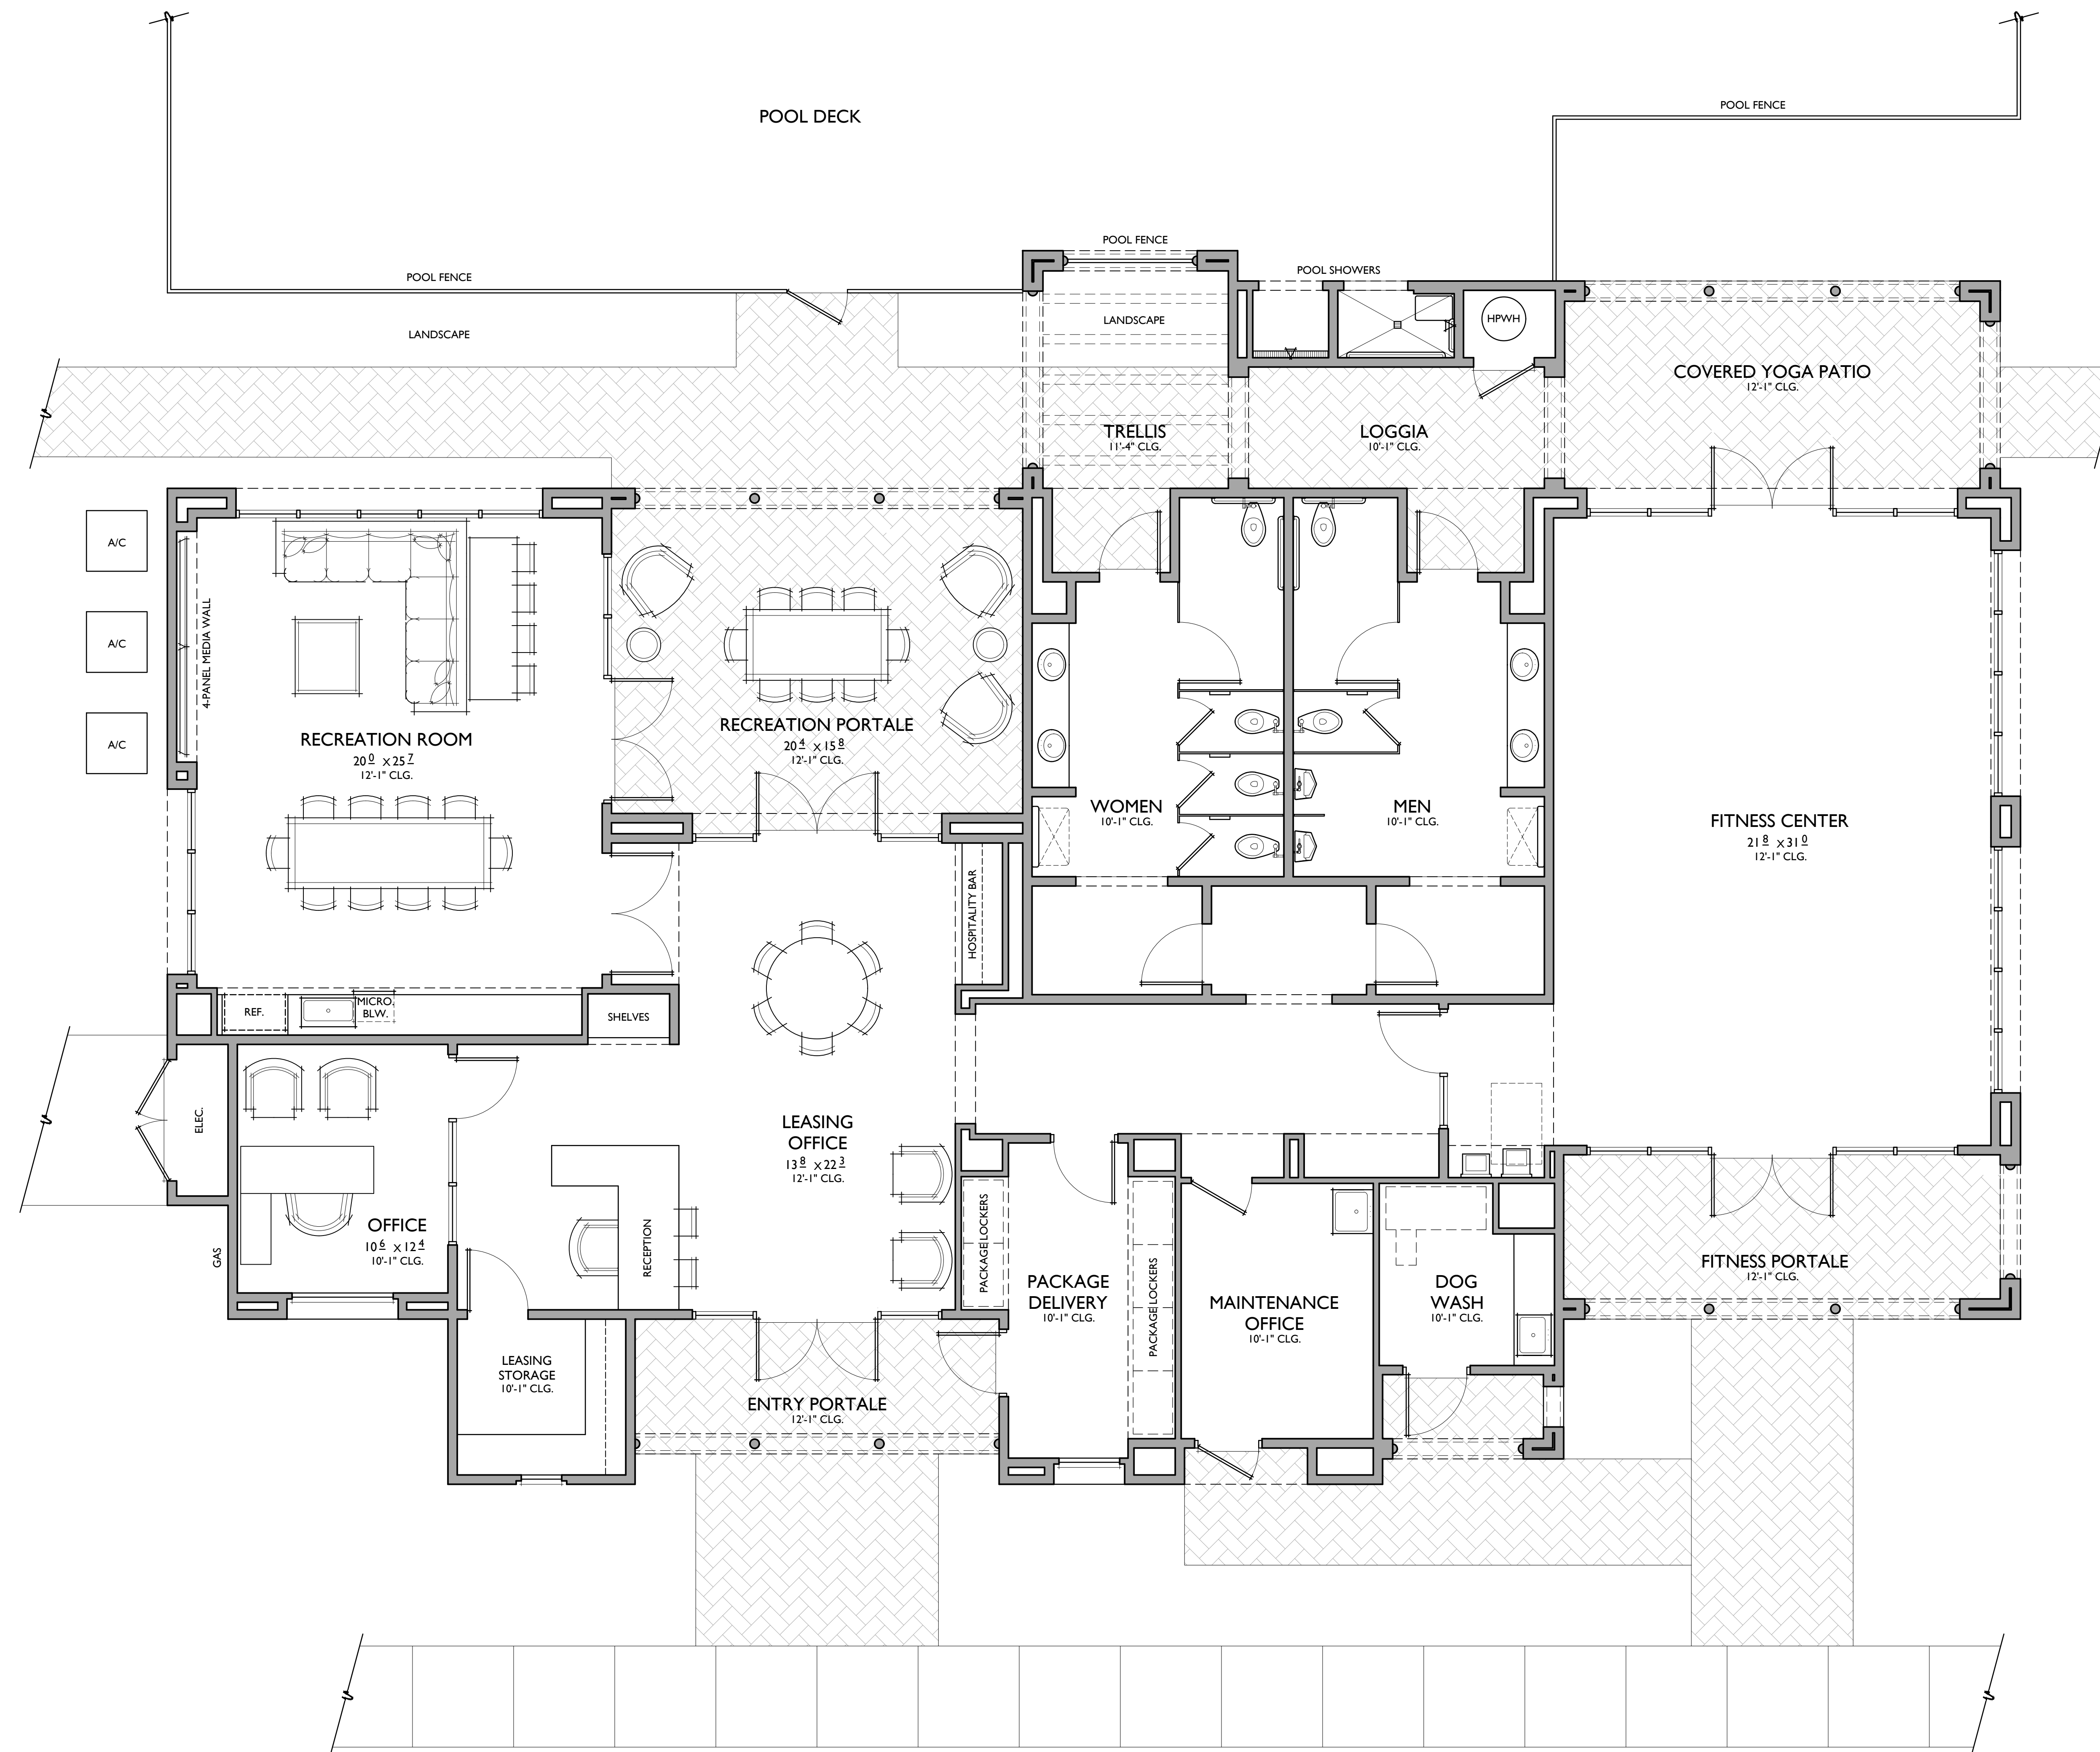 POOL DECK
POOL FENCE
POOL FENCE
POOL FENCE
POOL SHOWERS
LANDSCAPE
LANDSCAPE
HPWH
COVERED YOGA PATIO
12'-1" CLG.
TRELLIS
11'-4" CLG.
LOGGIA
10'-1" CLG.
A/C
A/C
A/C
4-PANEL MEDIA WALL
RECREATION ROOM
20 0 X 25 7
12'-1" CLG.
RECREATION PORTALE
20 4 X 15 8
12'-1" CLG.
WOMEN
10'-1" CLG.
MEN
10'-1" CLG.
FITNESS CENTER
21 8 X 31 0
12'-1" CLG.
HOSPITALITY BAR
REF.
MICRO.
BLW.
SHELVES
ELEC.
GAS
OFFICE
10 6 X 12 4
10'-1" CLG.
RECEPTION
LEASING
OFFICE
13 8 X 22 3
12'-1" CLG.
PACKAGE LOCKERS
PACKAGE
DELIVERY
10'-1" CLG.
PACKAGE LOCKERS
MAINTENANCE
OFFICE
10'-1" CLG.
DOG
WASH
10'-1" CLG.
FITNESS PORTALE
12'-1" CLG.
LEASING
STORAGE
10'-1" CLG.
ENTRY PORTALE
12'-1" CLG.